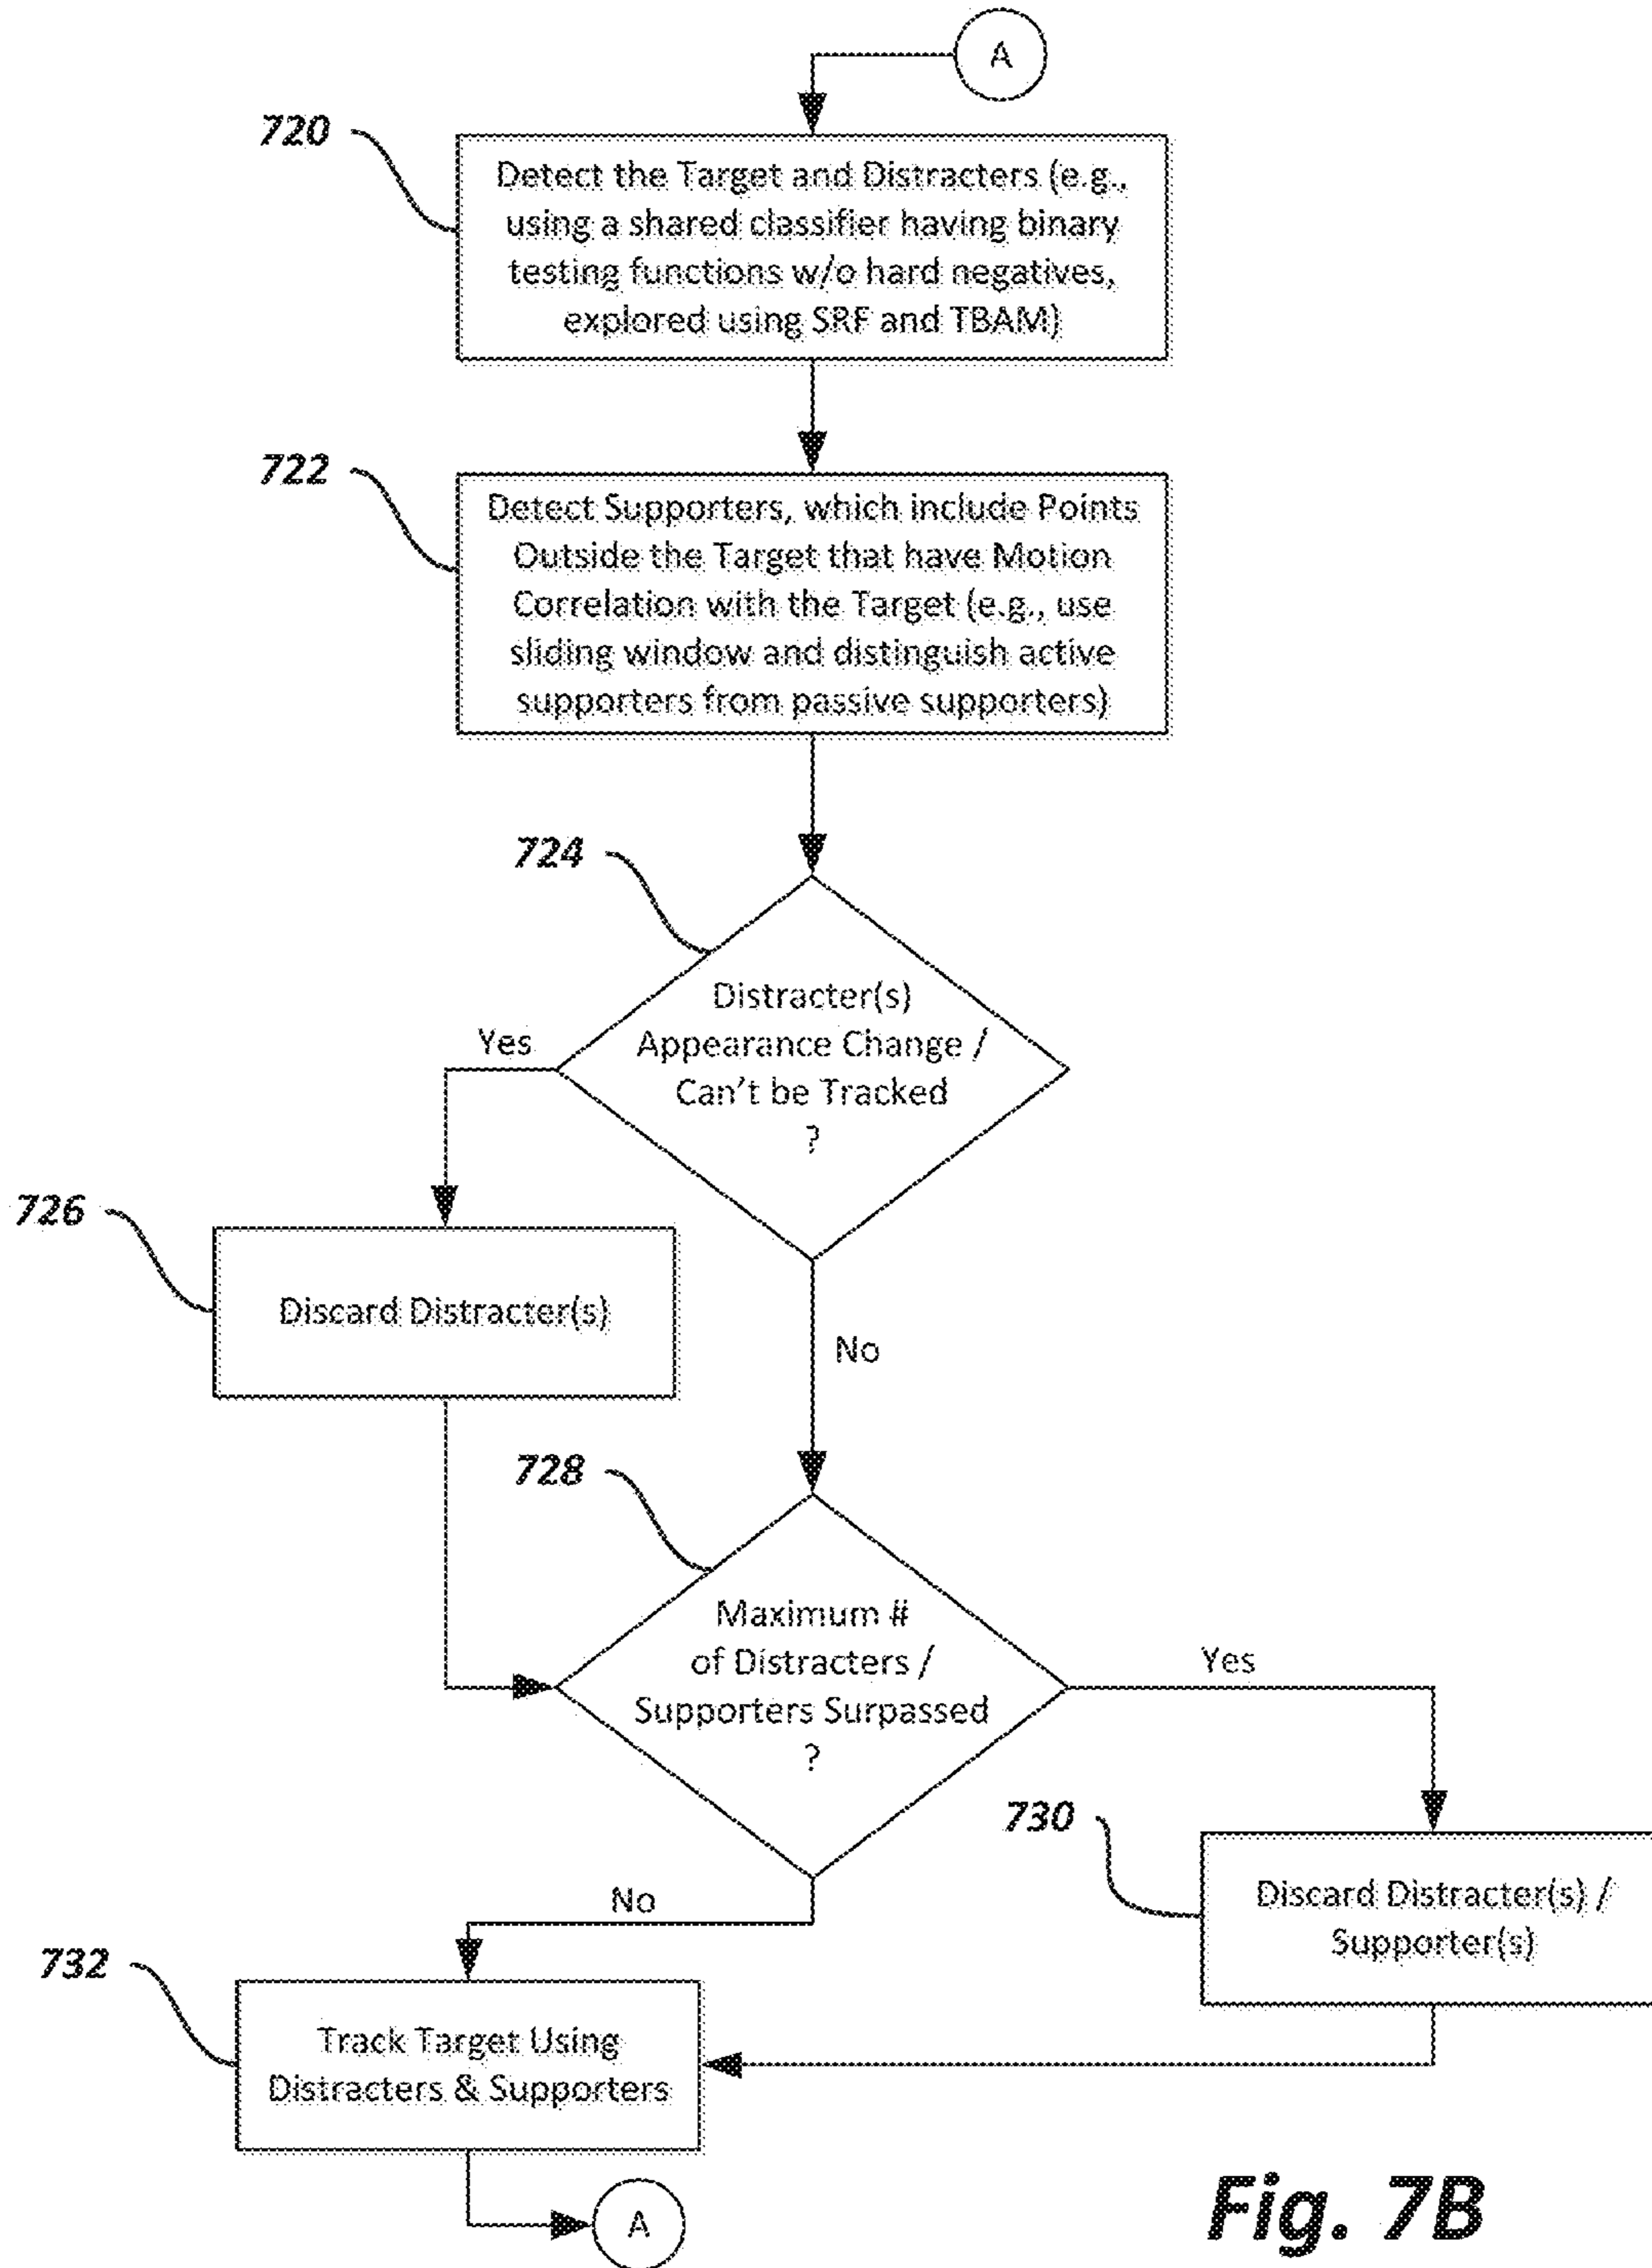 A
720
Detect the Target and Distracters (e.g.,
using a shared classifier having binary
testing functions w/o hard negatives,
explored using SRF and TBAM)
722
Detect Supporters, which include Points
Outside the Target that have Motion
Correlation with the Target (e.g., use
sliding window and distinguish active
supporters from passive supporters)
724
Distracter(s)
Appearance Change /
Can't be Tracked
?
Yes
726
Discard Distracter(s)
No
728
Maximum #
of Distracters /
Supporters Surpassed
?
Yes
730
Discard Distracter(s) /
Supporter(s)
No
732
Track Target Using
Distracters & Supporters
A
Fig. 7B